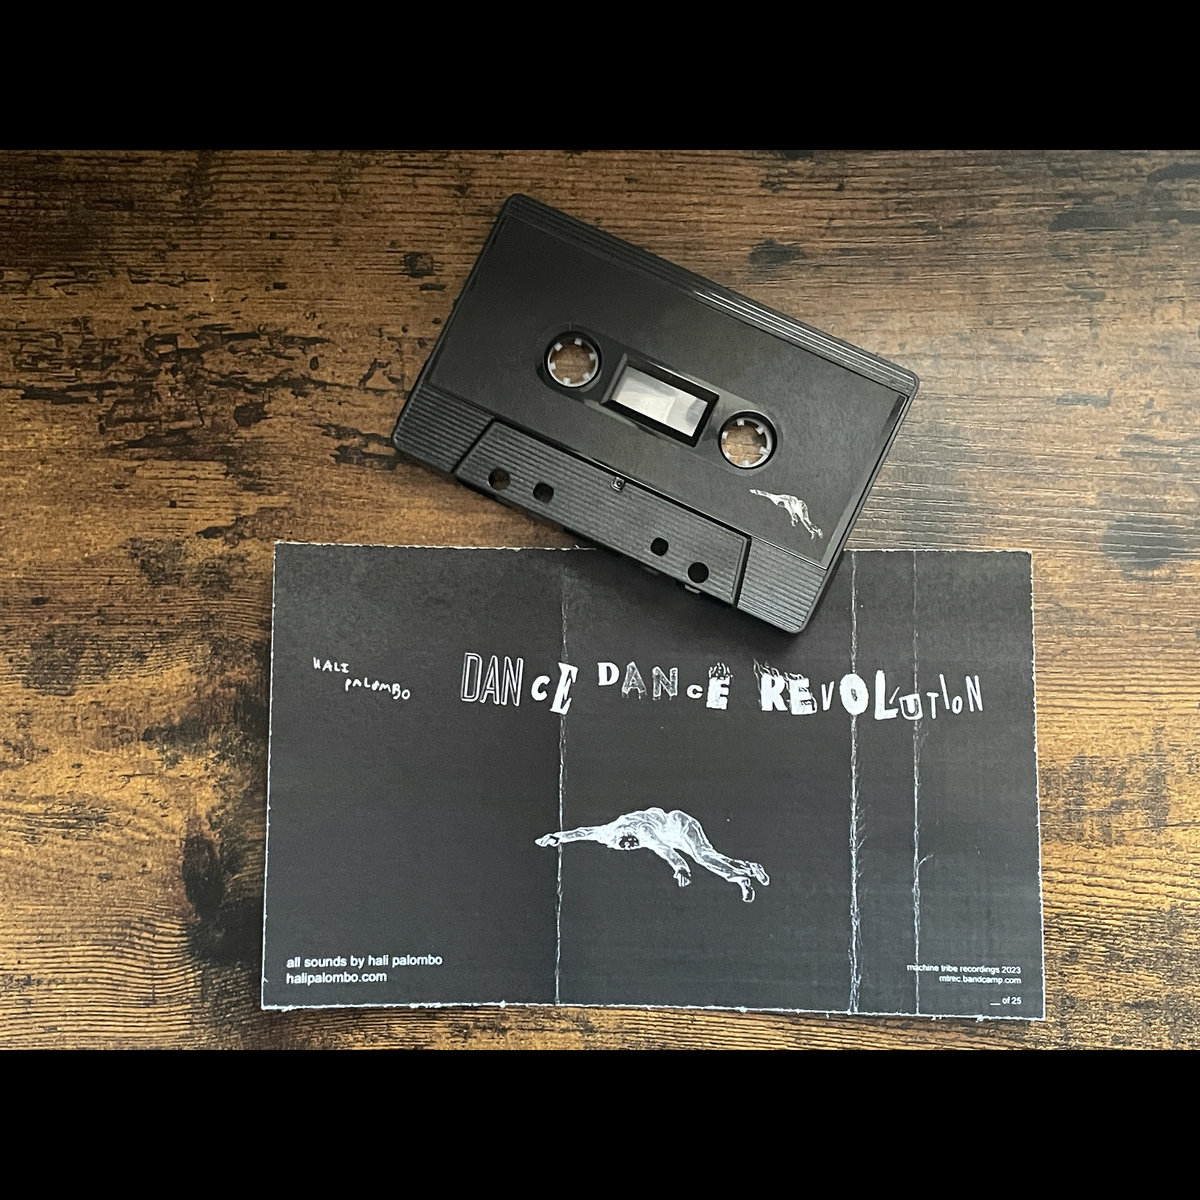 HALI
PALOMBO
DANCE DANCE REVOLUTION
all sounds by hali palombo
halipalombo.com
machine tribe recordings 2023
mtrec.bandcamp.com
__ of 25